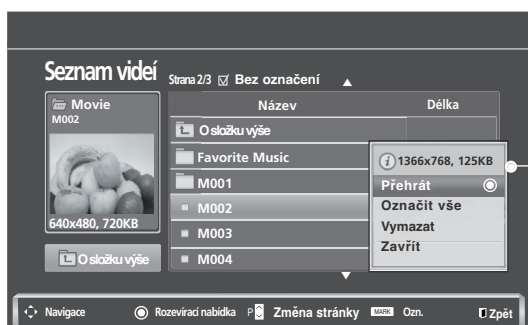 Seznam videí
Strana 2/3 ☑ Bez označení
Movie
M002
640x480, 720KB
O složku výše
Název Délka
O složku výše
Favorite Music
M001
M002
M003
M004
1366x768, 125KB
Přehrát
Označit vše
Vymazat
Zavřít
Navigace Rozevírací nabídka P Změna stránky MARK Ozn. Zpět